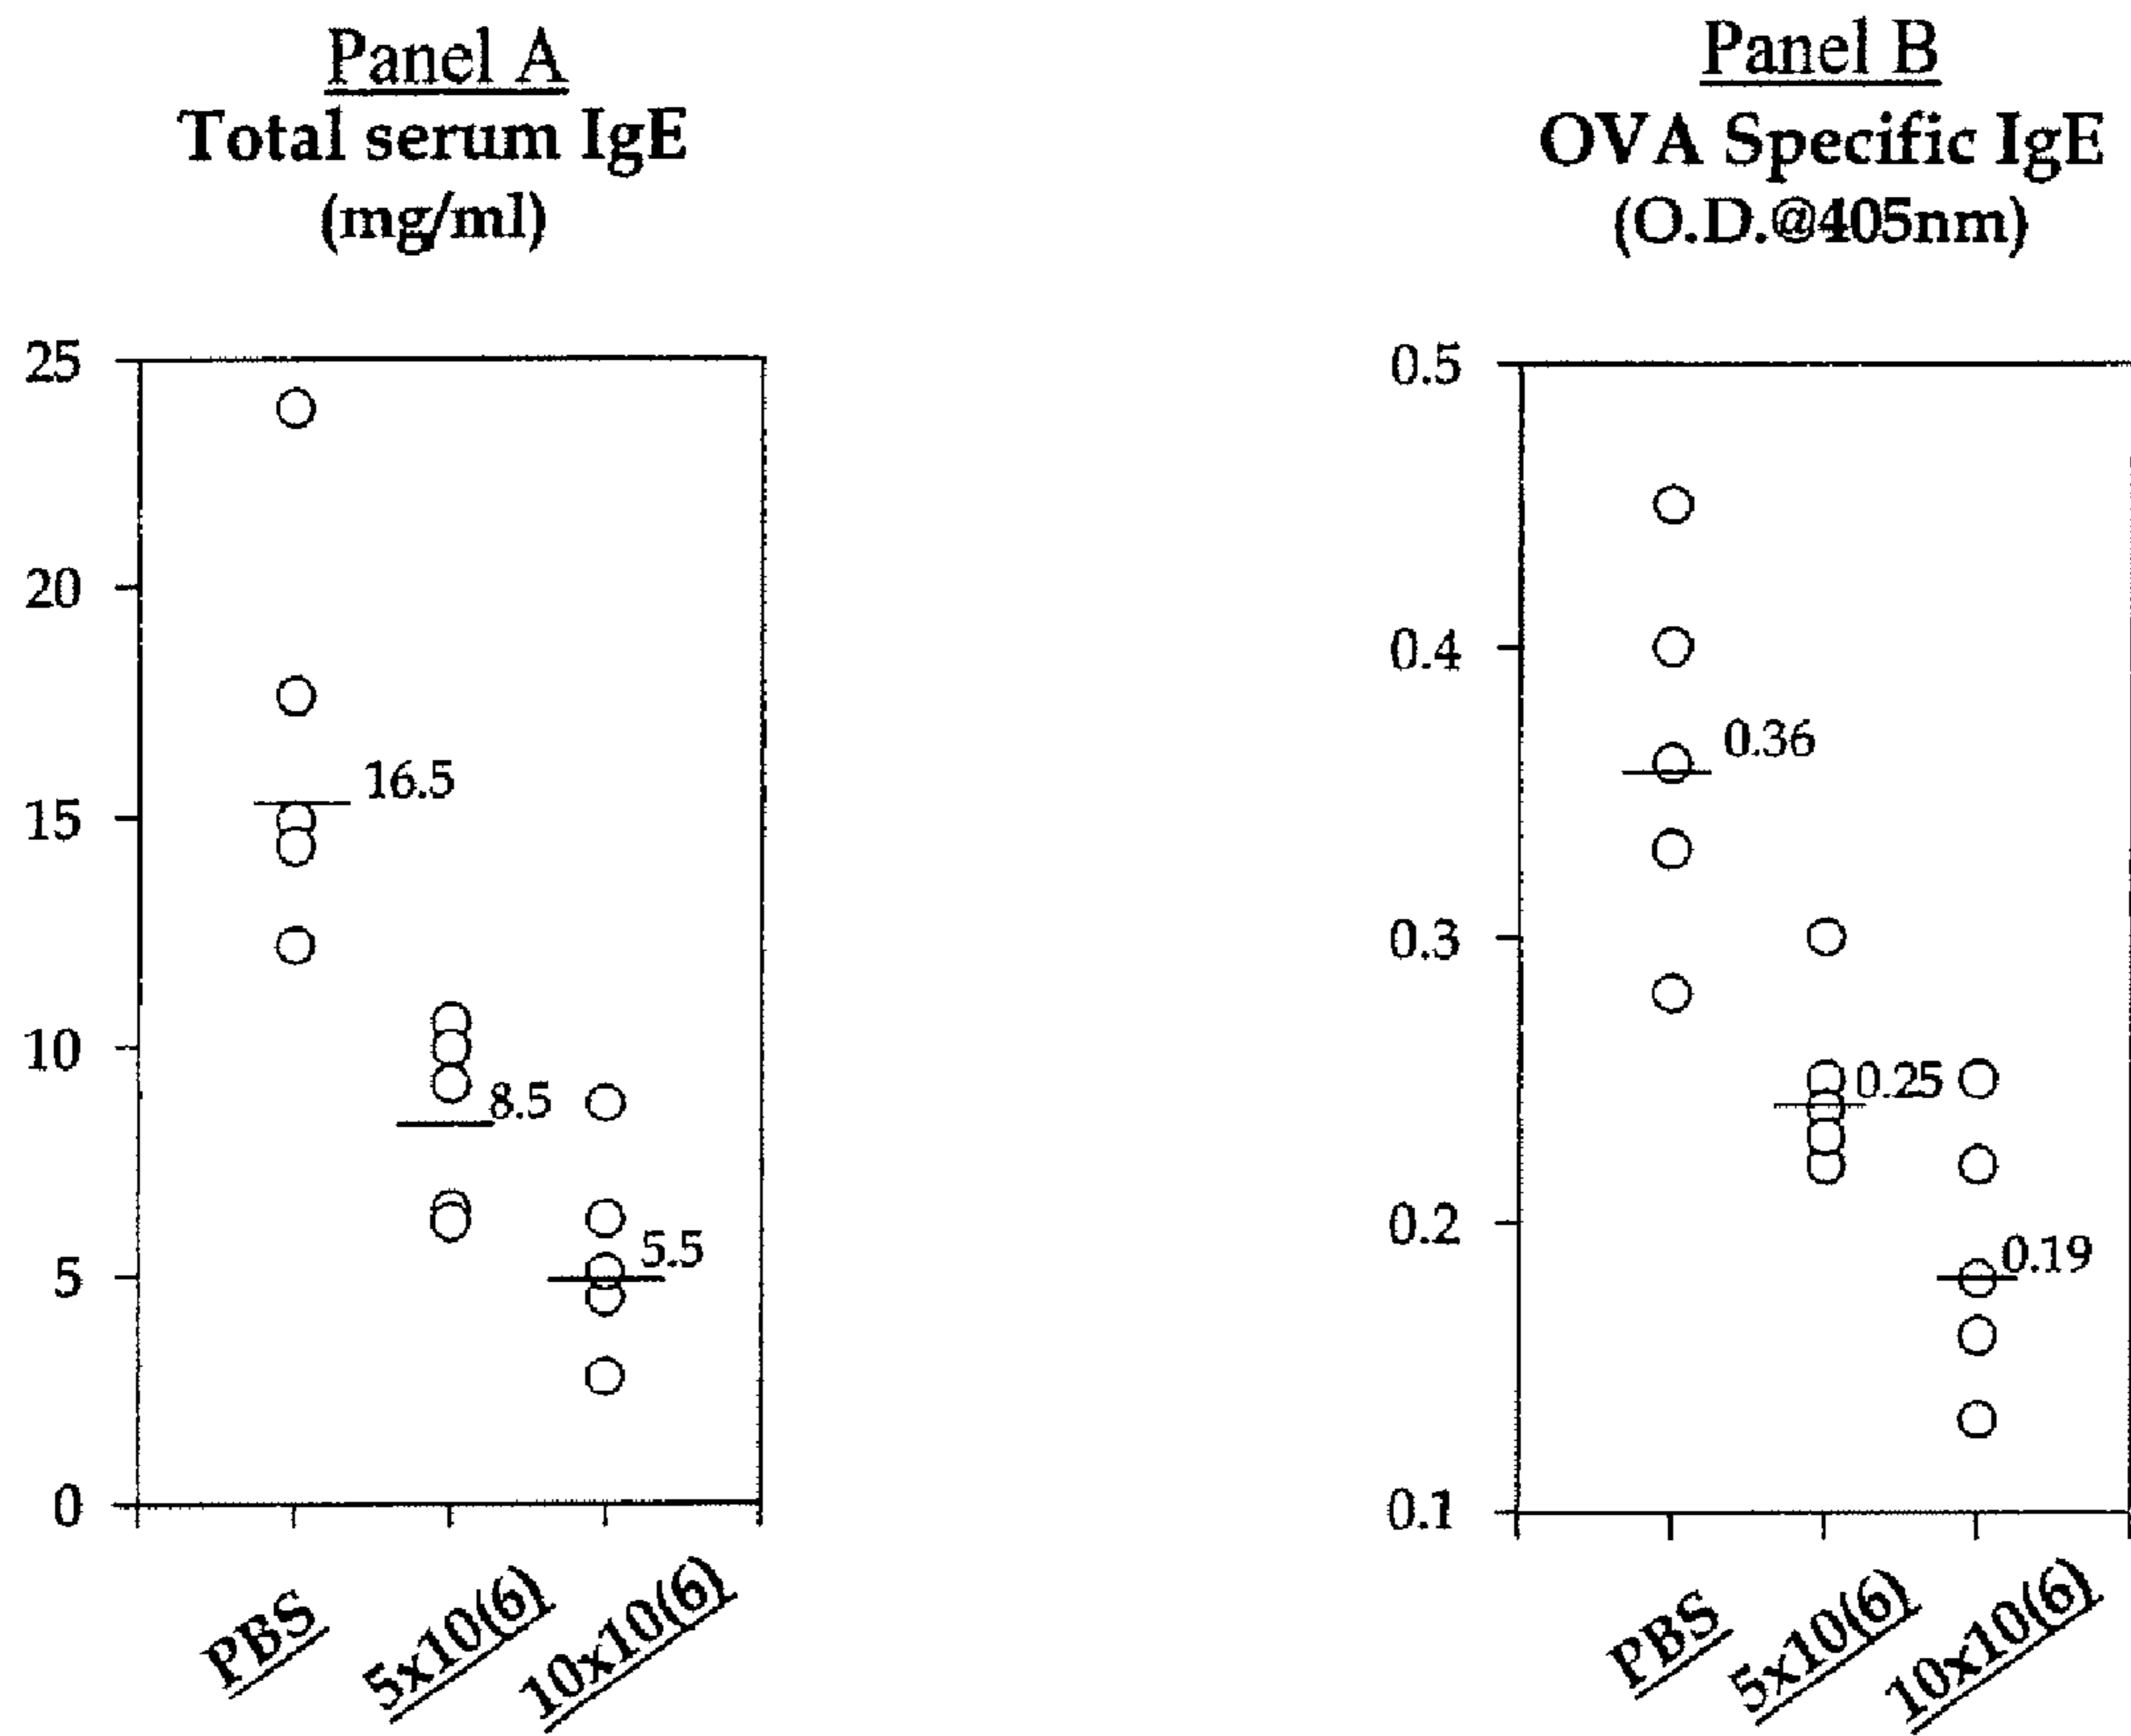 Panel A
Total serum IgE
(mg/ml)
25
20
15
10
5
0
16.5
8.5
5.5
PBS
5x10(6)
10x10(6)
Panel B
OVA Specific IgE
(O.D.@405nm)
0.5
0.4
0.3
0.2
0.1
0.36
0.25
0.19
PBS
5x10(6)
10x10(6)